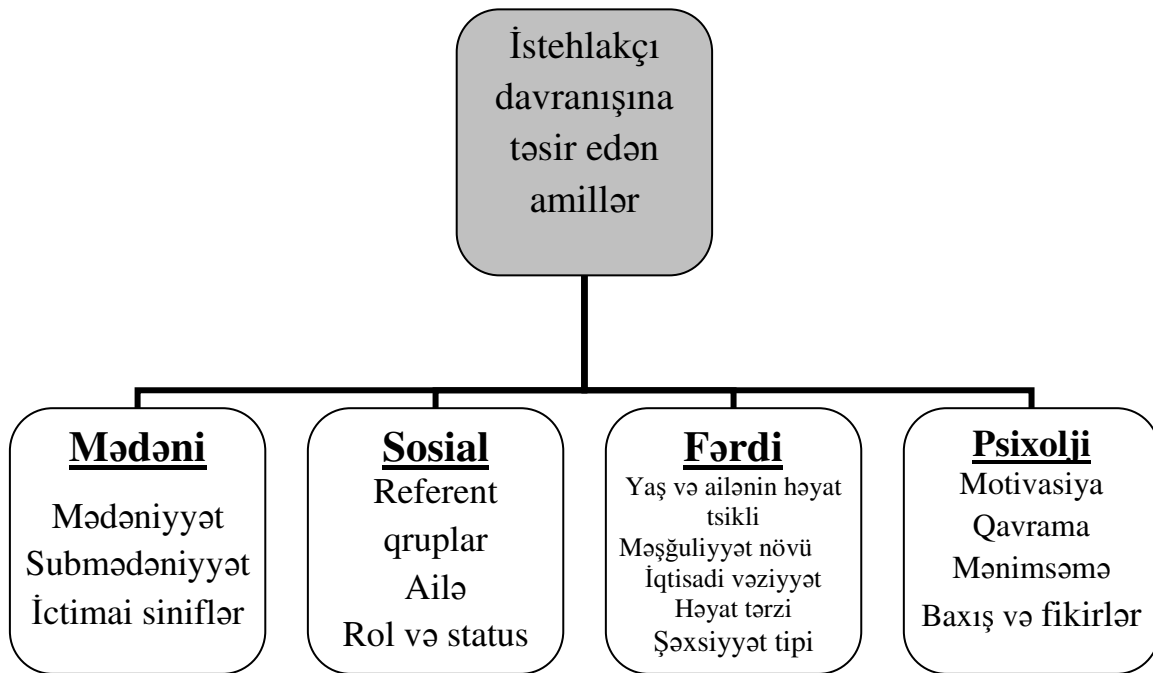 İstehlakçı
davranışına
təsir edən
amillər
Mədəni
Mədəniyyət
Submədəniyyət
İctimai siniflər
Sosial
Referent
qruplar
Ailə
Rol və status
Fərdi
Yaş və ailənin həyat
tsikli
Məşğuliyyət növü
İqtisadi vəziyyət
Həyat tərzi
Şəxsiyyət tipi
Psixolji
Motivasiya
Qavrama
Mənimsəmə
Baxış və fikirlər